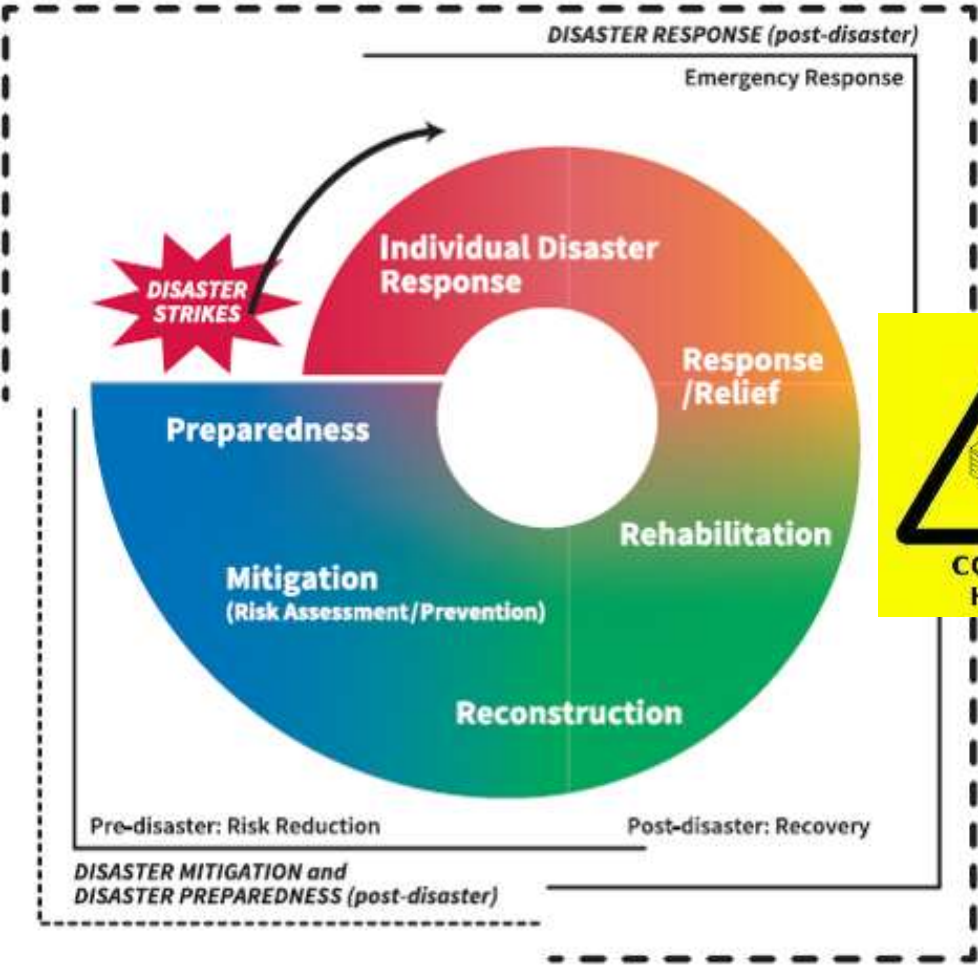 DISASTER RESPONSE (post-disaster)
Emergency Response
DISASTER
STRIKES
Individual Disaster
Response
Response
/Relief
Preparedness
Rehabilitation
Mitigation
(Risk Assessment/Prevention)
Reconstruction
Pre-disaster: Risk Reduction
Post-disaster: Recovery
DISASTER MITIGATION and
DISASTER PREPAREDNESS (post-disaster)